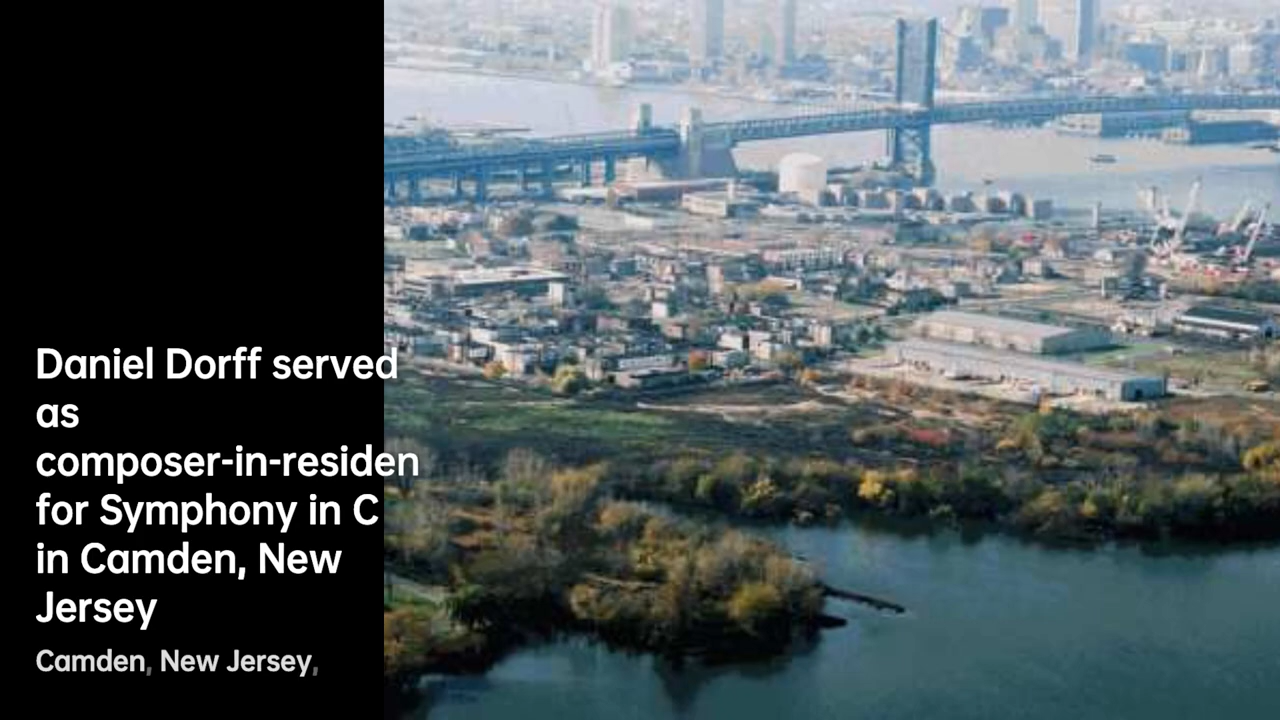 Daniel Dorff served
as
composer-in-residen
for Symphony in C
in Camden, New
Jersey
Camden, New Jersey,